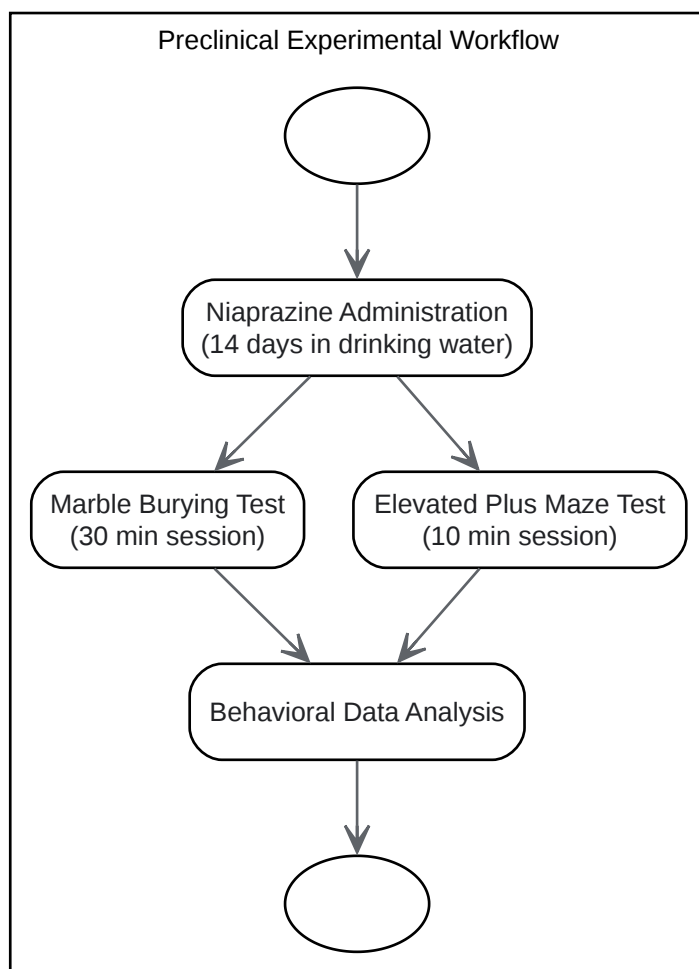 Preclinical Experimental Workflow
Niaprazine Administration
(14 days in drinking water)
Marble Burying Test
(30 min session)
Elevated Plus Maze Test
(10 min session)
Behavioral Data Analysis